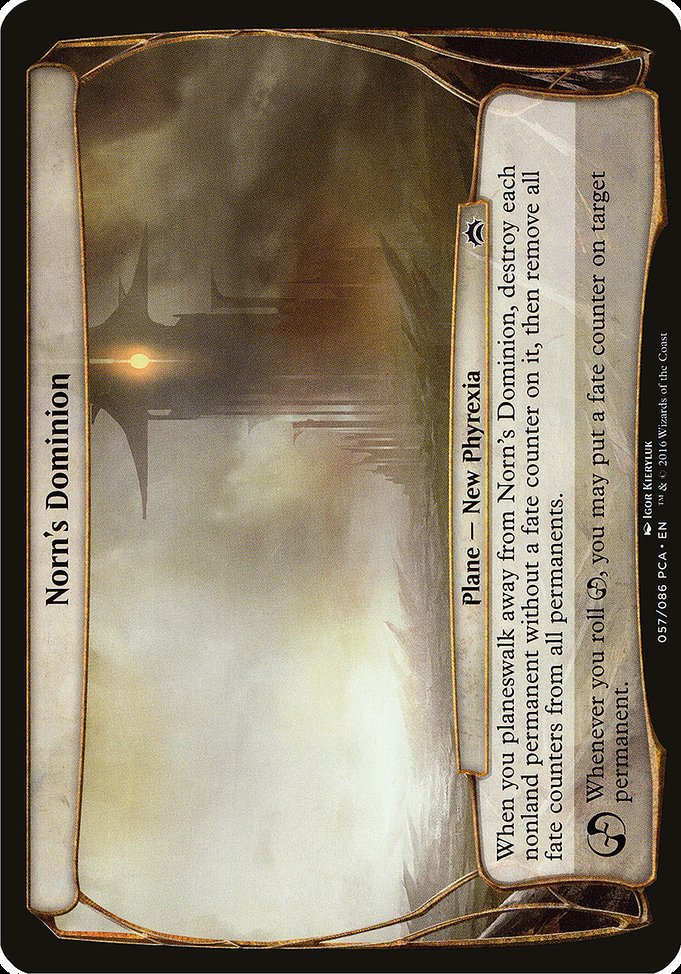 Norn's Dominion
Plane — New Phyrexia
When you planeswalk away from Norn's Dominion, destroy each
nonland permanent without a fate counter on it, then remove all
fate counters from all permanents.
Whenever you roll , you may put a fate counter on target
permanent.
Igor Kieryluk
057/086 PCA • EN ™ & © 2016 Wizards of the Coast